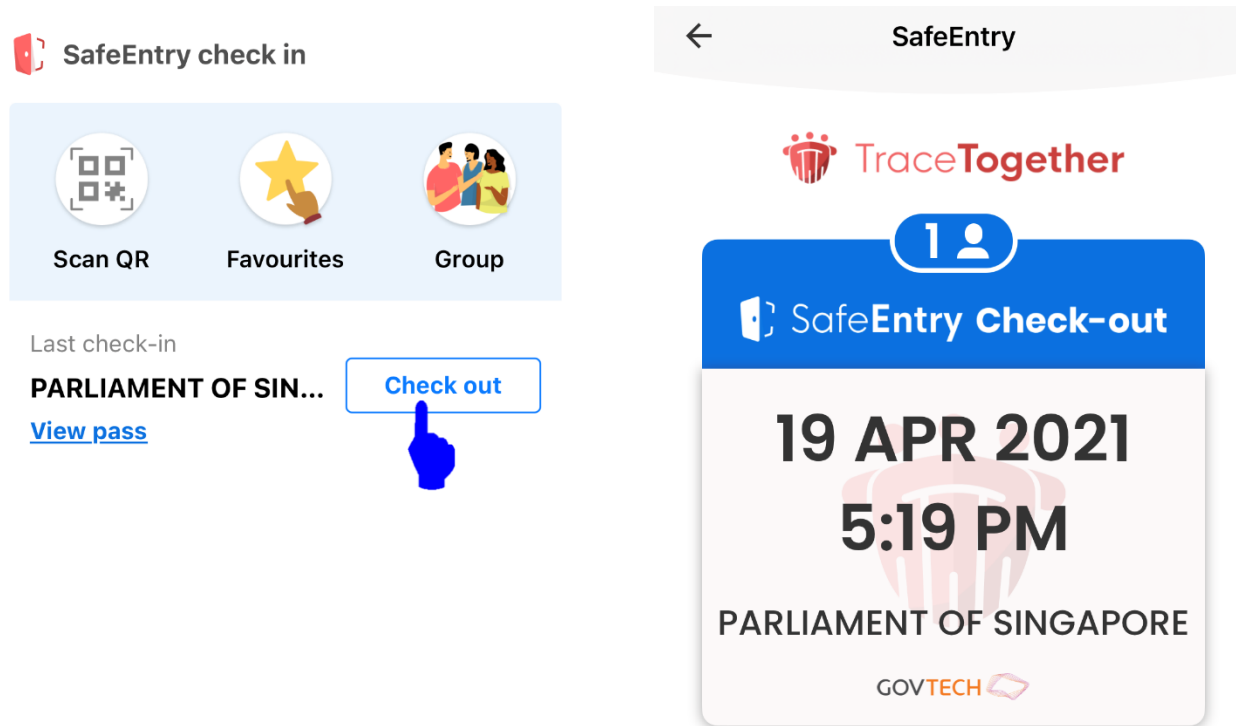 SafeEntry check in
Scan QR
Favourites
Group
Last check-in
PARLIAMENT OF SIN...
Check out
View pass
SafeEntry
TraceTogether
1
SafeEntry Check-out
19 APR 2021
5:19 PM
PARLIAMENT OF SINGAPORE
GOVTECH